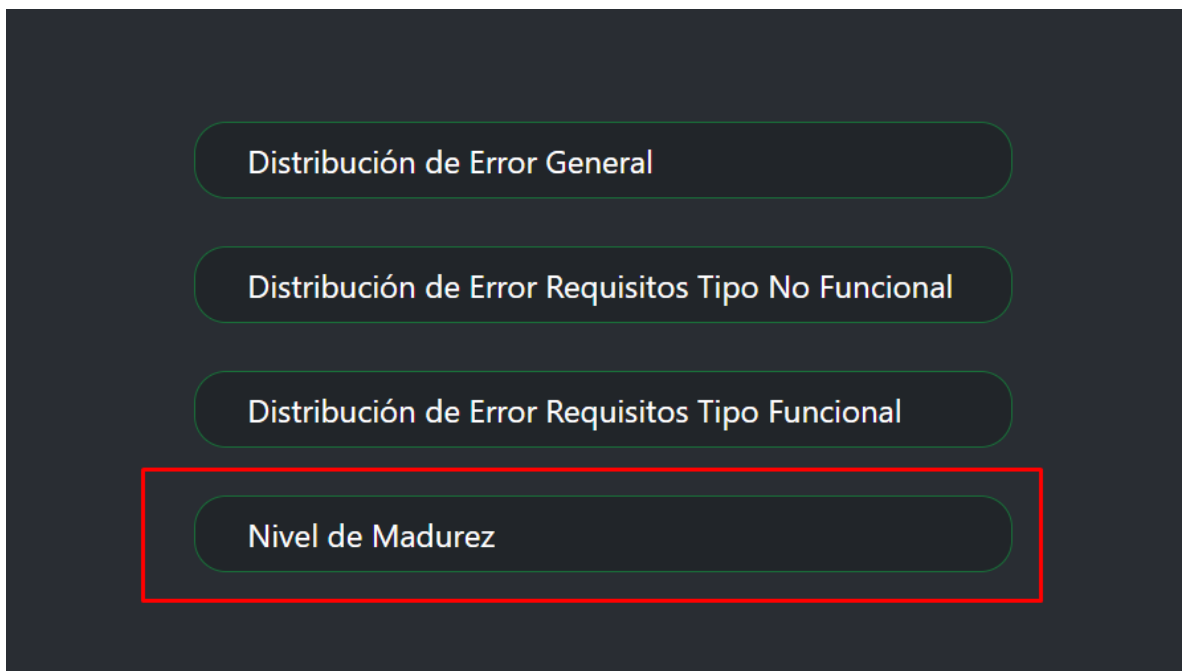 Distribución de Error General
Distribución de Error Requisitos Tipo No Funcional
Distribución de Error Requisitos Tipo Funcional
Nivel de Madurez